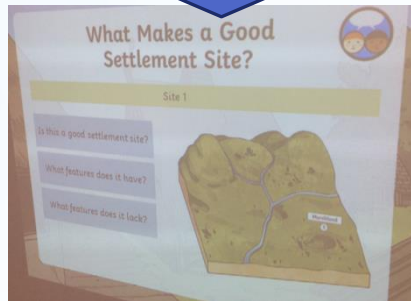 What Makes a Good
Settlement Site?
Site 1
Is this a good settlement site?
What features does it have?
What features does it lack?
Marshland